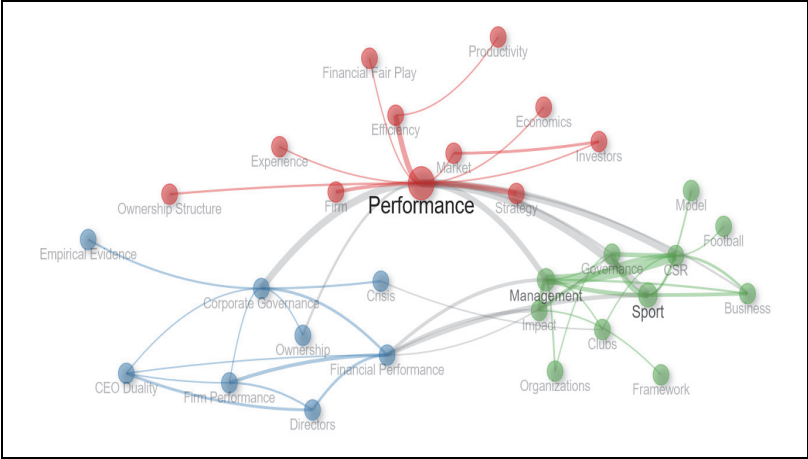 Productivity
Financial Fair Play
Efficiency
Economics
Experience
Market
Investors
Ownership Structure
Firm
Performance
Strategy
Model
Football
Empirical Evidence
Governance
CSR
Corporate Governance
Crisis
Management
Sport
Business
Impact
Clubs
Ownership
Financial Performance
CEO Duality
Firm Performance
Organizations
Framework
Directors